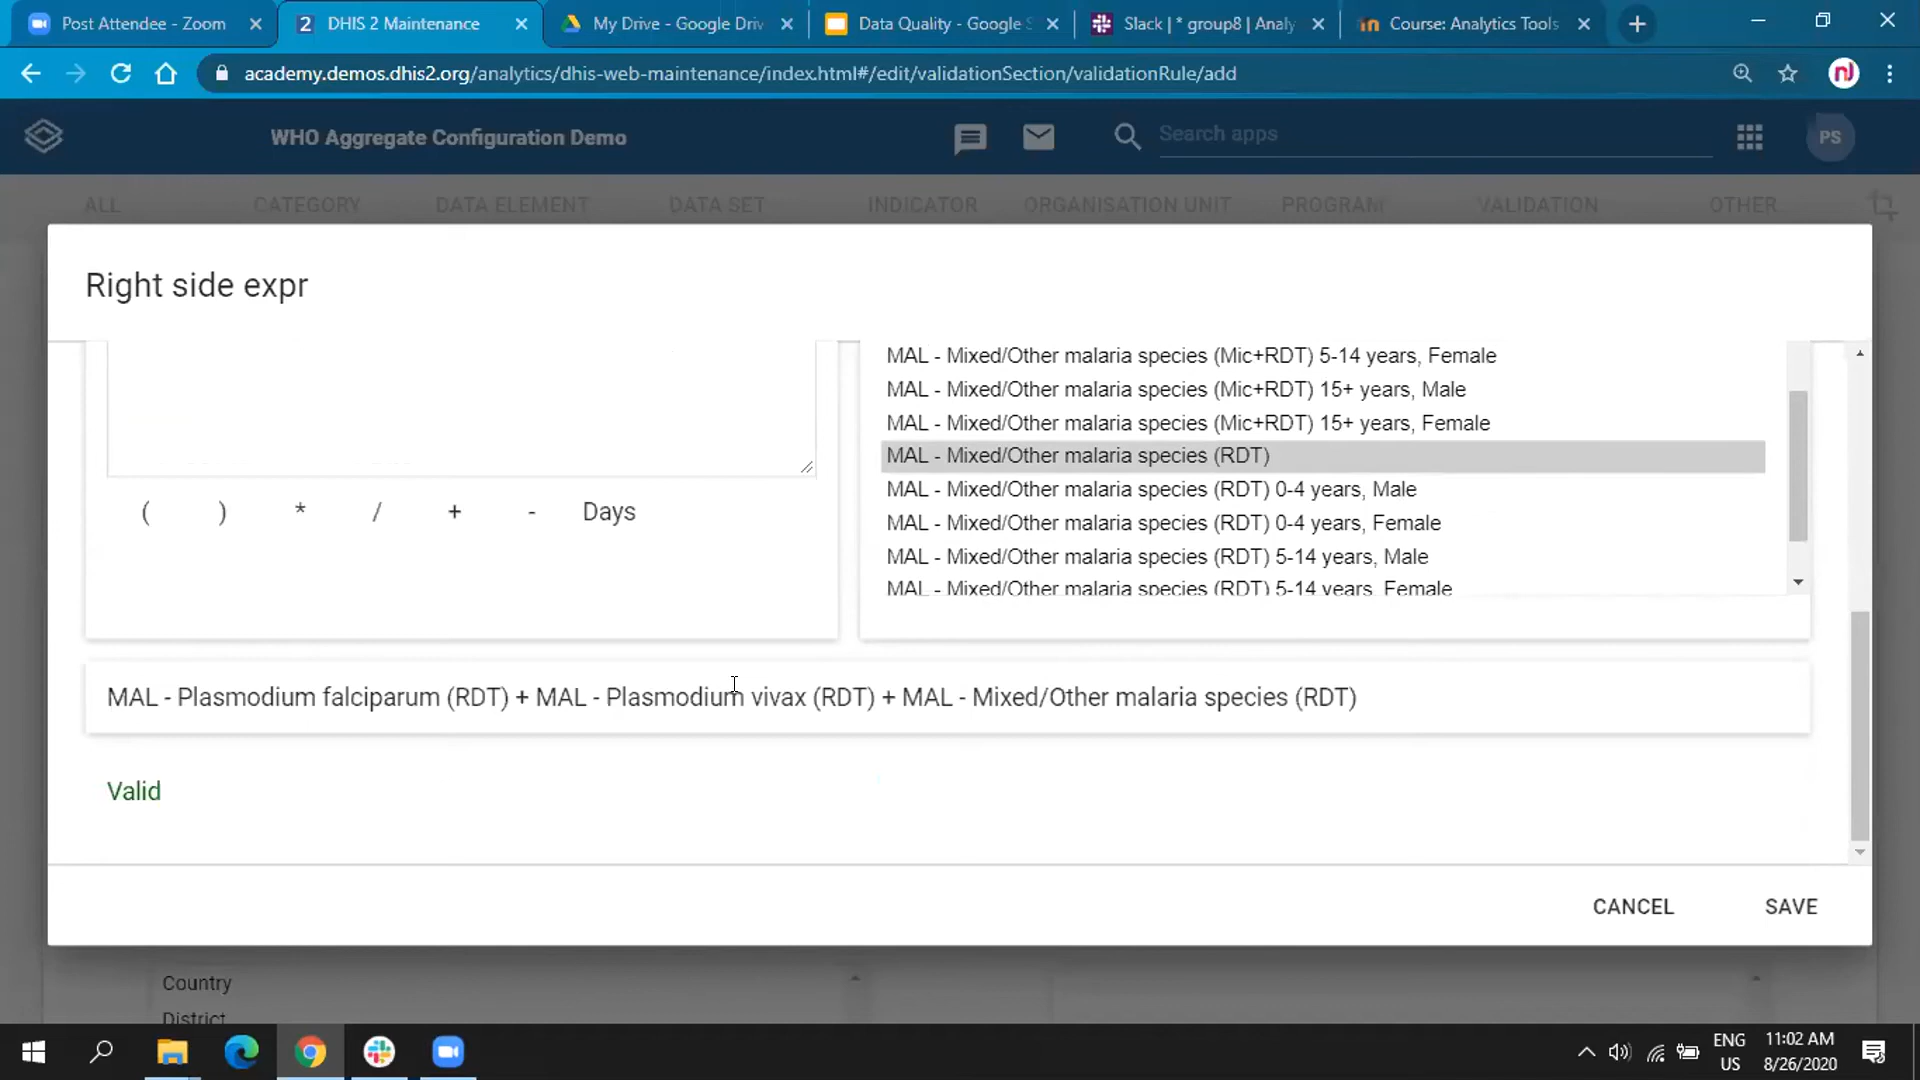 Post Attendee - Zoom
2 DHIS 2 Maintenance
My Drive - Google Driv
Data Quality - Google S
Slack | * group8 | Analy
Course: Analytics Tools
academy.demos.dhis2.org/analytics/dhis-web-maintenance/index.html#/edit/validationSection/validationRule/add
WHO Aggregate Configuration Demo
Search apps
PS
ALL CATEGORY DATA ELEMENT DATA SET INDICATOR ORGANISATION UNIT PROGRAM VALIDATION OTHER
Right side expr
MAL - Mixed/Other malaria species (Mic+RDT) 5-14 years, Female
MAL - Mixed/Other malaria species (Mic+RDT) 15+ years, Male
MAL - Mixed/Other malaria species (Mic+RDT) 15+ years, Female
MAL - Mixed/Other malaria species (RDT)
MAL - Mixed/Other malaria species (RDT) 0-4 years, Male
MAL - Mixed/Other malaria species (RDT) 0-4 years, Female
MAL - Mixed/Other malaria species (RDT) 5-14 years, Male
MAL - Mixed/Other malaria species (RDT) 5-14 years, Female
( ) * / + - Days
MAL - Plasmodium falciparum (RDT) + MAL - Plasmodium vivax (RDT) + MAL - Mixed/Other malaria species (RDT)
Valid
CANCEL SAVE
Country
District
ENG
US
11:02 AM
8/26/2020